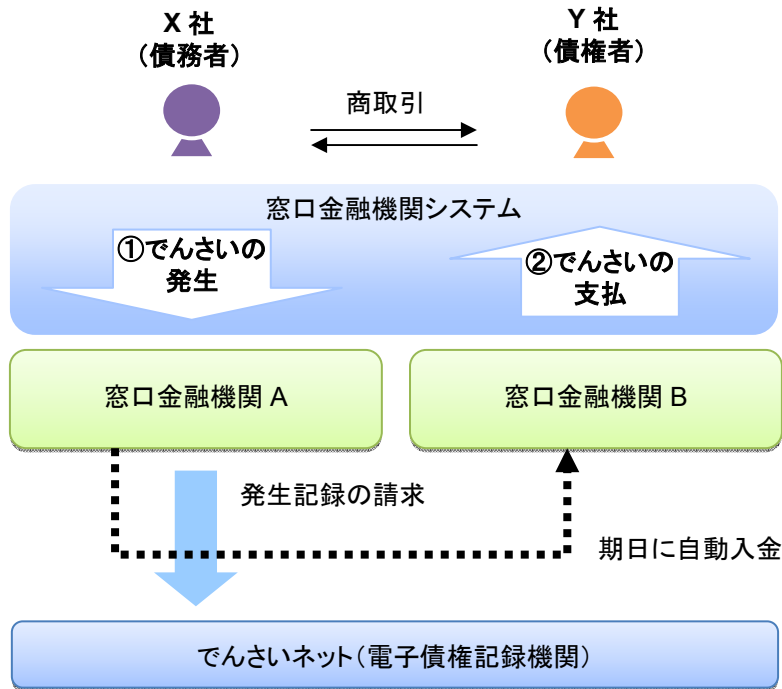 X 社
（債務者）
Y 社
（債権者）
商取引
窓口金融機関システム
①でんさいの
発生
②でんさいの
支払
窓口金融機関 A
窓口金融機関 B
発生記録の請求
期日に自動入金
でんさいネット（電子債権記録機関）